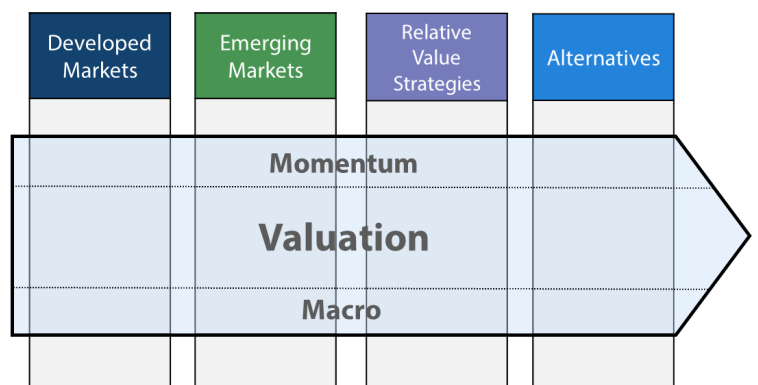 Developed
Markets
Emerging
Markets
Relative
Value
Strategies
Alternatives
Momentum
Valuation
Macro